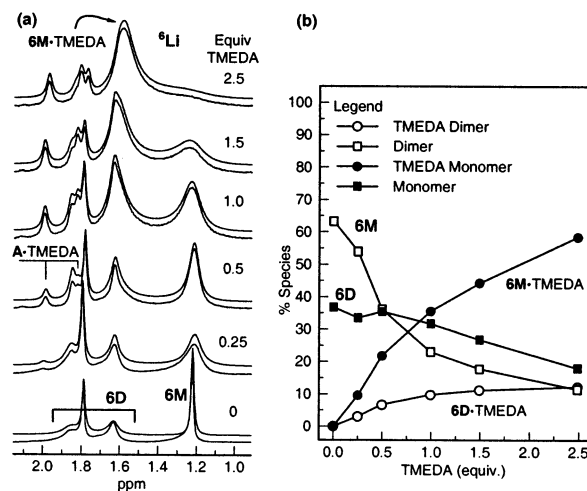 (a)
6M•TMEDA
⁶Li
Equiv
TMEDA
2.5
1.5
1.0
A•TMEDA
0.5
0.25
6D
6M
0
2.0 1.8 1.6 1.4 1.2 1.0
ppm
(b)
100
90
80
70
60
50
40
30
20
10
0
Legend
TMEDA Dimer
Dimer
TMEDA Monomer
Monomer
6M
6D
6M•TMEDA
6D•TMEDA
0.0 0.5 1.0 1.5 2.0 2.5
TMEDA (equiv.)
% Species